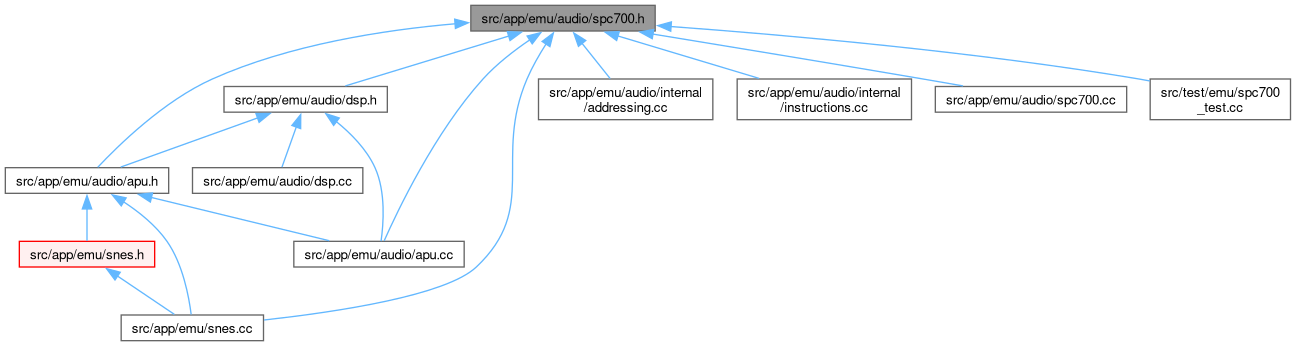 src/app/emu/audio/spc700.h
src/app/emu/audio/dsp.h
src/app/emu/audio/internal
/addressing.cc
src/app/emu/audio/internal
/instructions.cc
src/app/emu/audio/spc700.cc
src/test/emu/spc700
_test.cc
src/app/emu/audio/apu.h
src/app/emu/audio/dsp.cc
src/app/emu/snes.h
src/app/emu/audio/apu.cc
src/app/emu/snes.cc